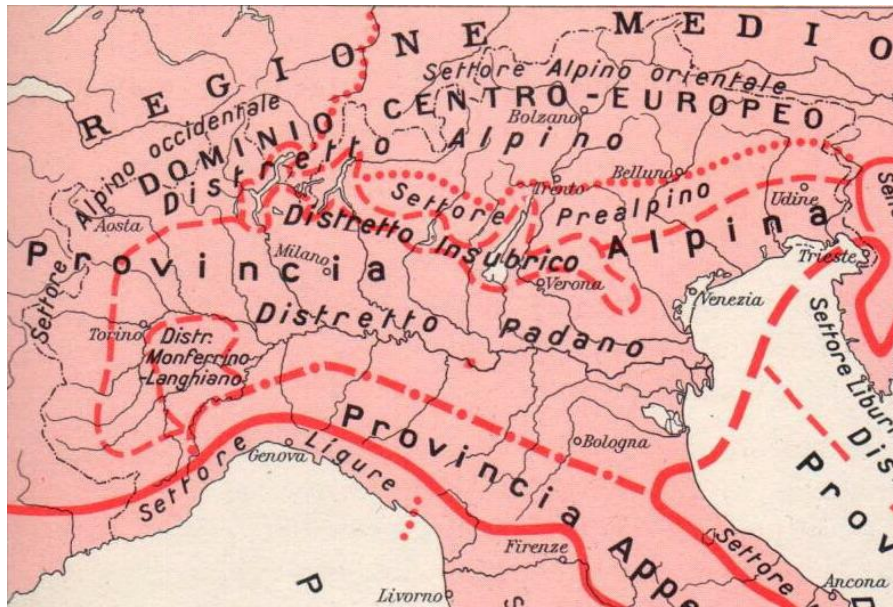 REGIONE MEDIO
Settore Alpino orientale
Alpino occidentale
DOMINIO CENTRO-EUROPEO
Bolzano
Distretto Alpino
Belluno
Trento
Settore Prealpino
Udine
Aosta
Distretto Insubrico
Provincia Alpina
Trieste
Milano
Verona
Venezia
Settore
Distretto Padano
Torino
Distr.
Monferrino
-Langhiano
Settore Liburn
Dis
Provincia
Bologna
Genova
Settore Ligure
Prov
Firenze
Appe
Settore
Livorno
Ancona
P
S